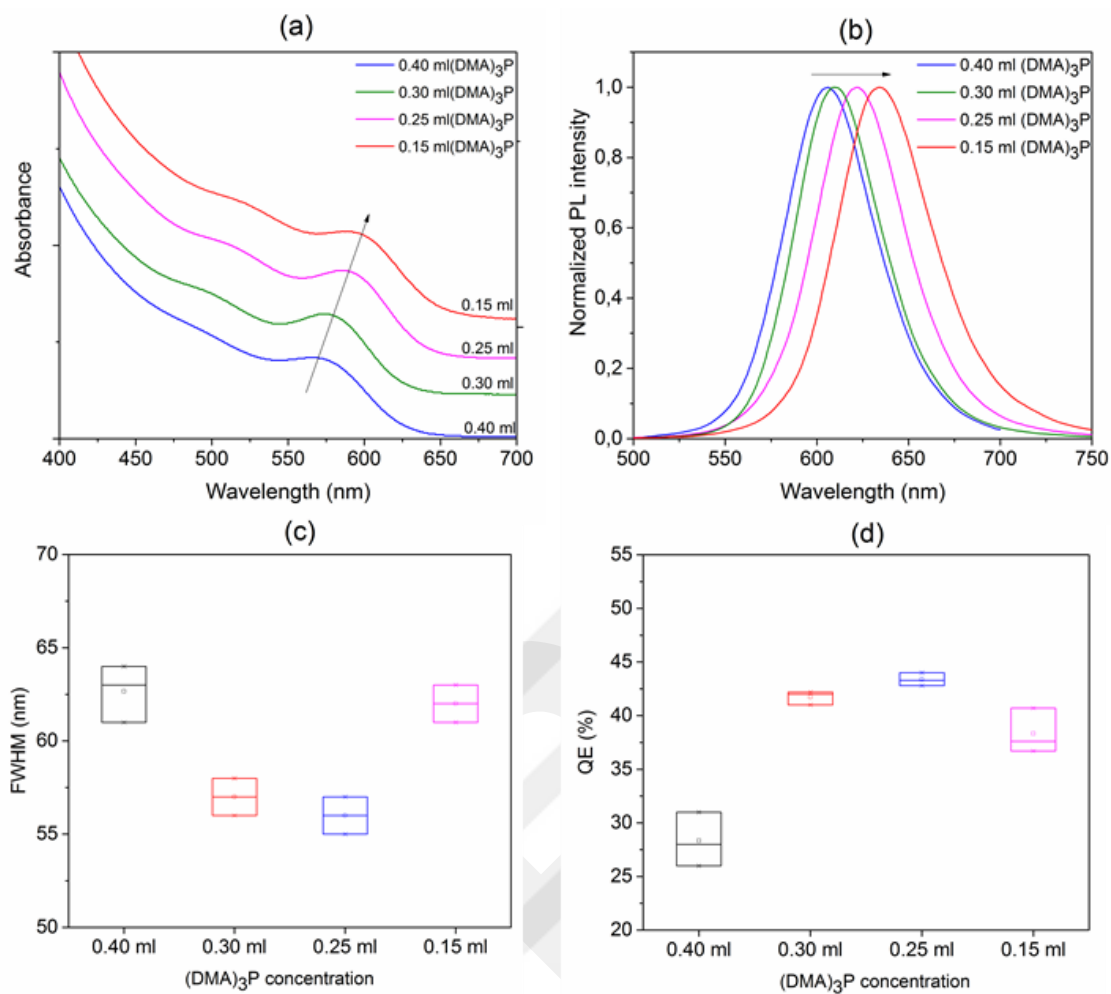 (a)
0.40 ml(DMA)₃P
0.30 ml(DMA)₃P
0.25 ml(DMA)₃P
0.15 ml(DMA)₃P
Absorbance
0.15 ml
0.25 ml
0.30 ml
0.40 ml
400 450 500 550 600 650 700
Wavelength (nm)
(b)
0.40 ml (DMA)₃P
0.30 ml (DMA)₃P
0.25 ml (DMA)₃P
0.15 ml (DMA)₃P
Normalized PL intensity
1,0
0,8
0,6
0,4
0,2
0,0
500 550 600 650 700 750
Wavelength (nm)
(c)
FWHM (nm)
70
65
60
55
50
0.40 ml 0.30 ml 0.25 ml 0.15 ml
(DMA)₃P concentration
(d)
QE (%)
55
50
45
40
35
30
25
20
0.40 ml 0.30 ml 0.25 ml 0.15 ml
(DMA)₃P concentration